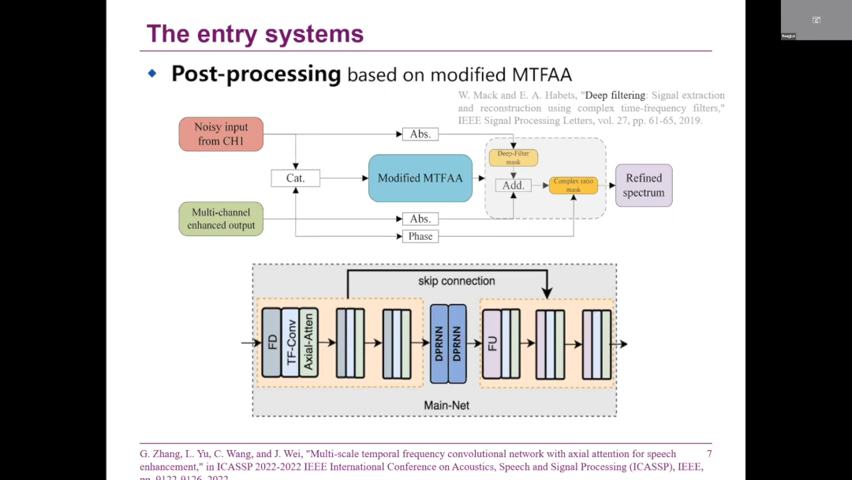 The entry systems
Post-processing based on modified MTFAA
W. Mack and E. A. Habets, "Deep filtering: Signal extraction
and reconstruction using complex time-frequency filters,"
IEEE Signal Processing Letters, vol. 27, pp. 61-65, 2019.
Noisy input
from CH1
Abs.
Deep-Filter
mask
Cat.
Modified MTFAA
Add.
Complex ratio
mask
Refined
spectrum
Multi-channel
enhanced output
Abs.
Phase
skip connection
FD
TF-Conv
Axial-Atten
DPRNN
DPRNN
FU
Main-Net
G. Zhang, L. Yu, C. Wang, and J. Wei, "Multi-scale temporal frequency convolutional network with axial attention for speech
enhancement," in ICASSP 2022-2022 IEEE International Conference on Acoustics, Speech and Signal Processing (ICASSP), IEEE,
pp. 9122-9126, 2022.
7